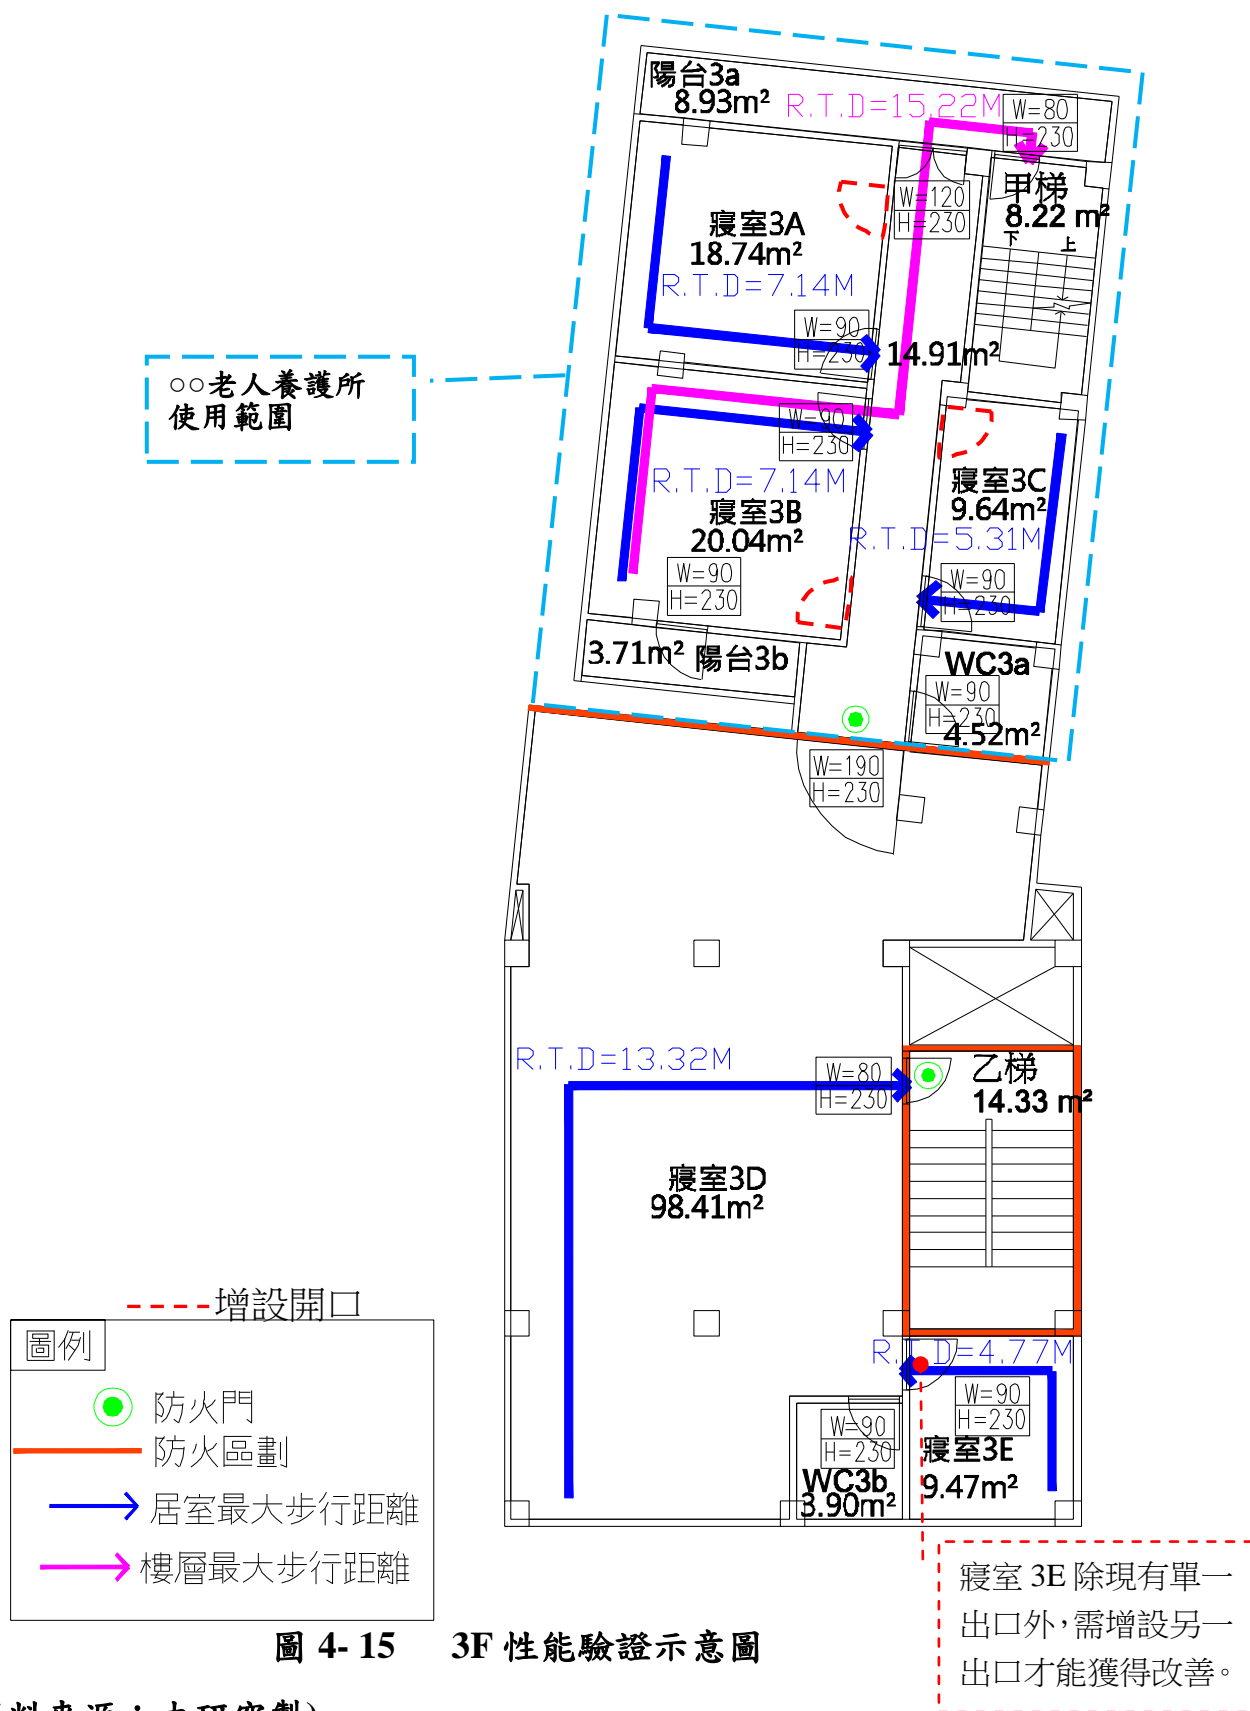 陽台3a
8.93m²
R.T.D=15.22M
W=80
H=230
甲梯
8.22 m²
下
上
W=120
H=230
寢室3A
18.74m²
R.T.D=7.14M
W=90
H=230
14.91m²
○○老人養護所
使用範圍
W=90
H=230
R.T.D=7.14M
寢室3B
20.04m²
W=90
H=230
寢室3C
9.64m²
R.T.D=5.31M
W=90
H=230
3.71m² 陽台3b
WC3a
W=90
H=230
4.52m²
W=190
H=230
R.T.D=13.32M
W=80
H=230
乙梯
14.33 m²
寢室3D
98.41m²
R.T.D=4.77M
W=90
H=230
W=90
H=230
寢室3E
9.47m²
WC3b
3.90m²
增設開口
圖例
防火門
防火區劃
居室最大步行距離
樓層最大步行距離
寢室 3E 除現有單一
出口外，需增設另一
出口才能獲得改善。
圖 4- 15 3F 性能驗證示意圖